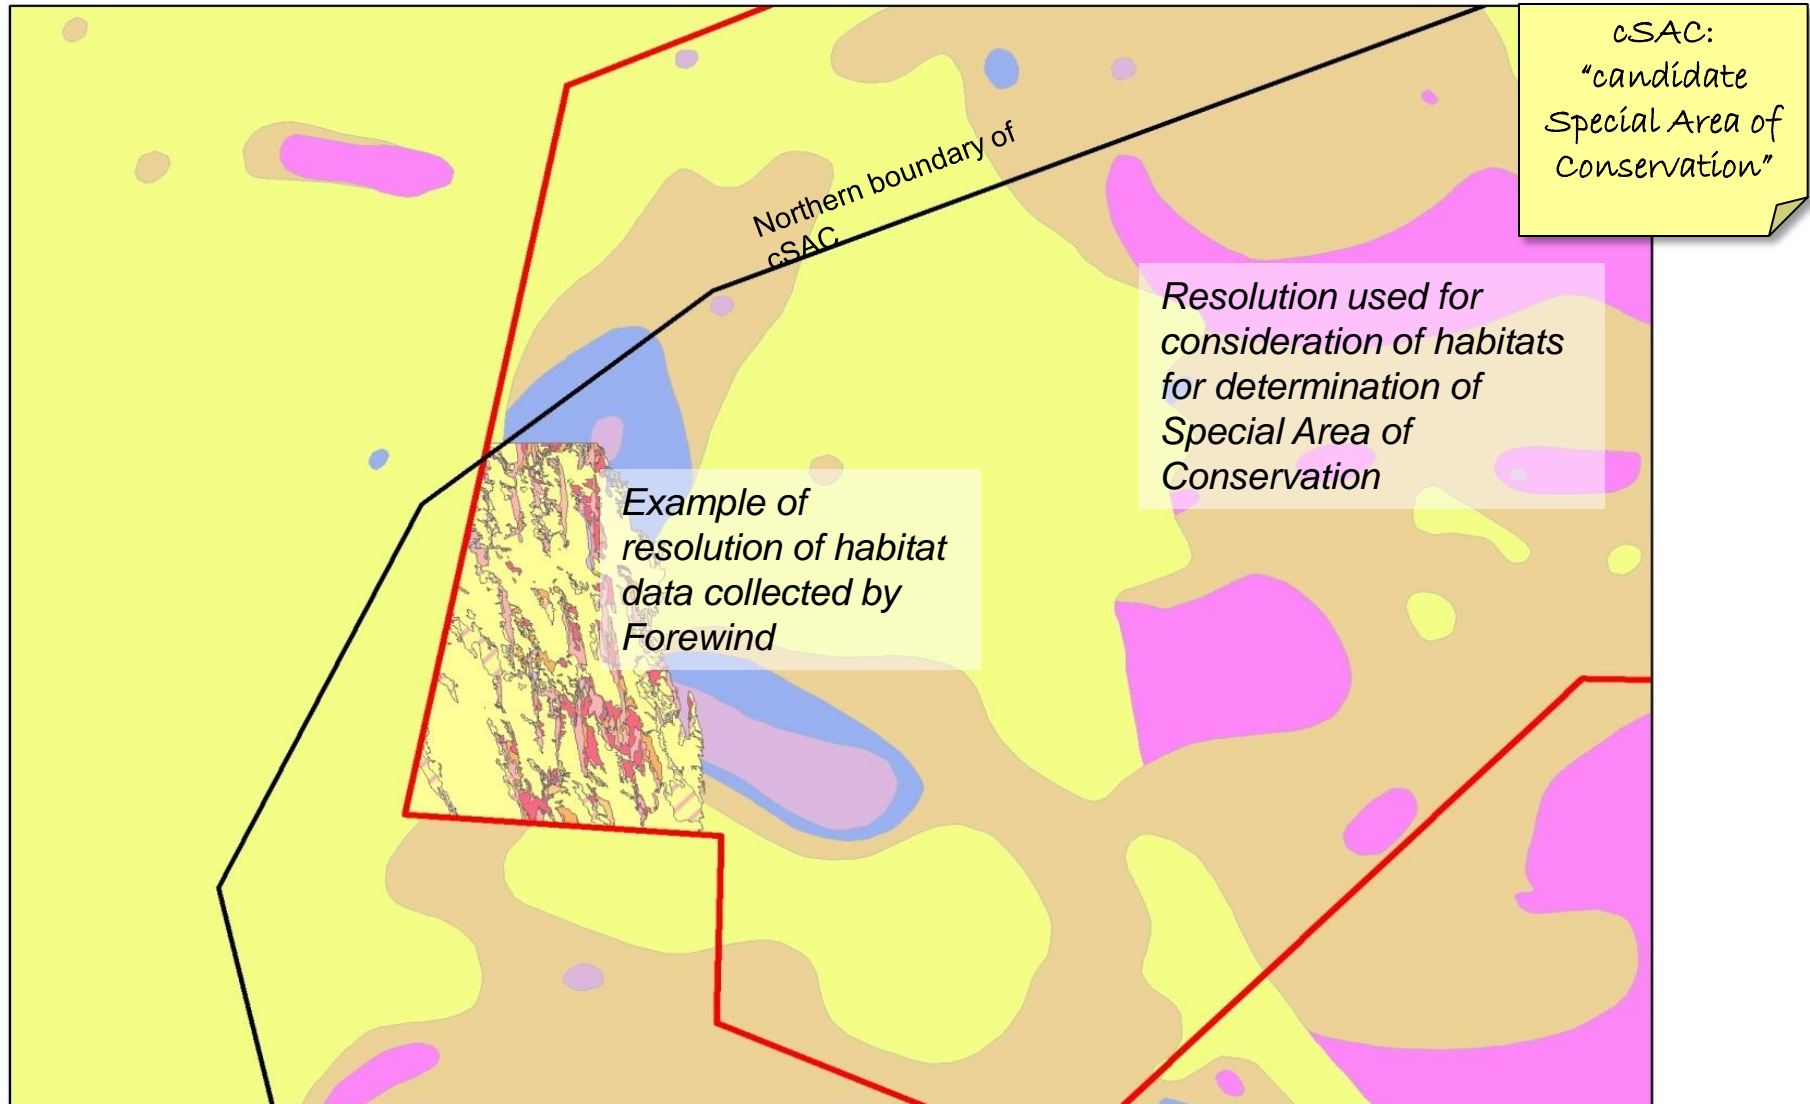 cSAC:
“candidate
Special Area of
Conservation”
Northern boundary of
cSAC
Resolution used for
consideration of habitats
for determination of
Special Area of
Conservation
Example of
resolution of habitat
data collected by
Forewind